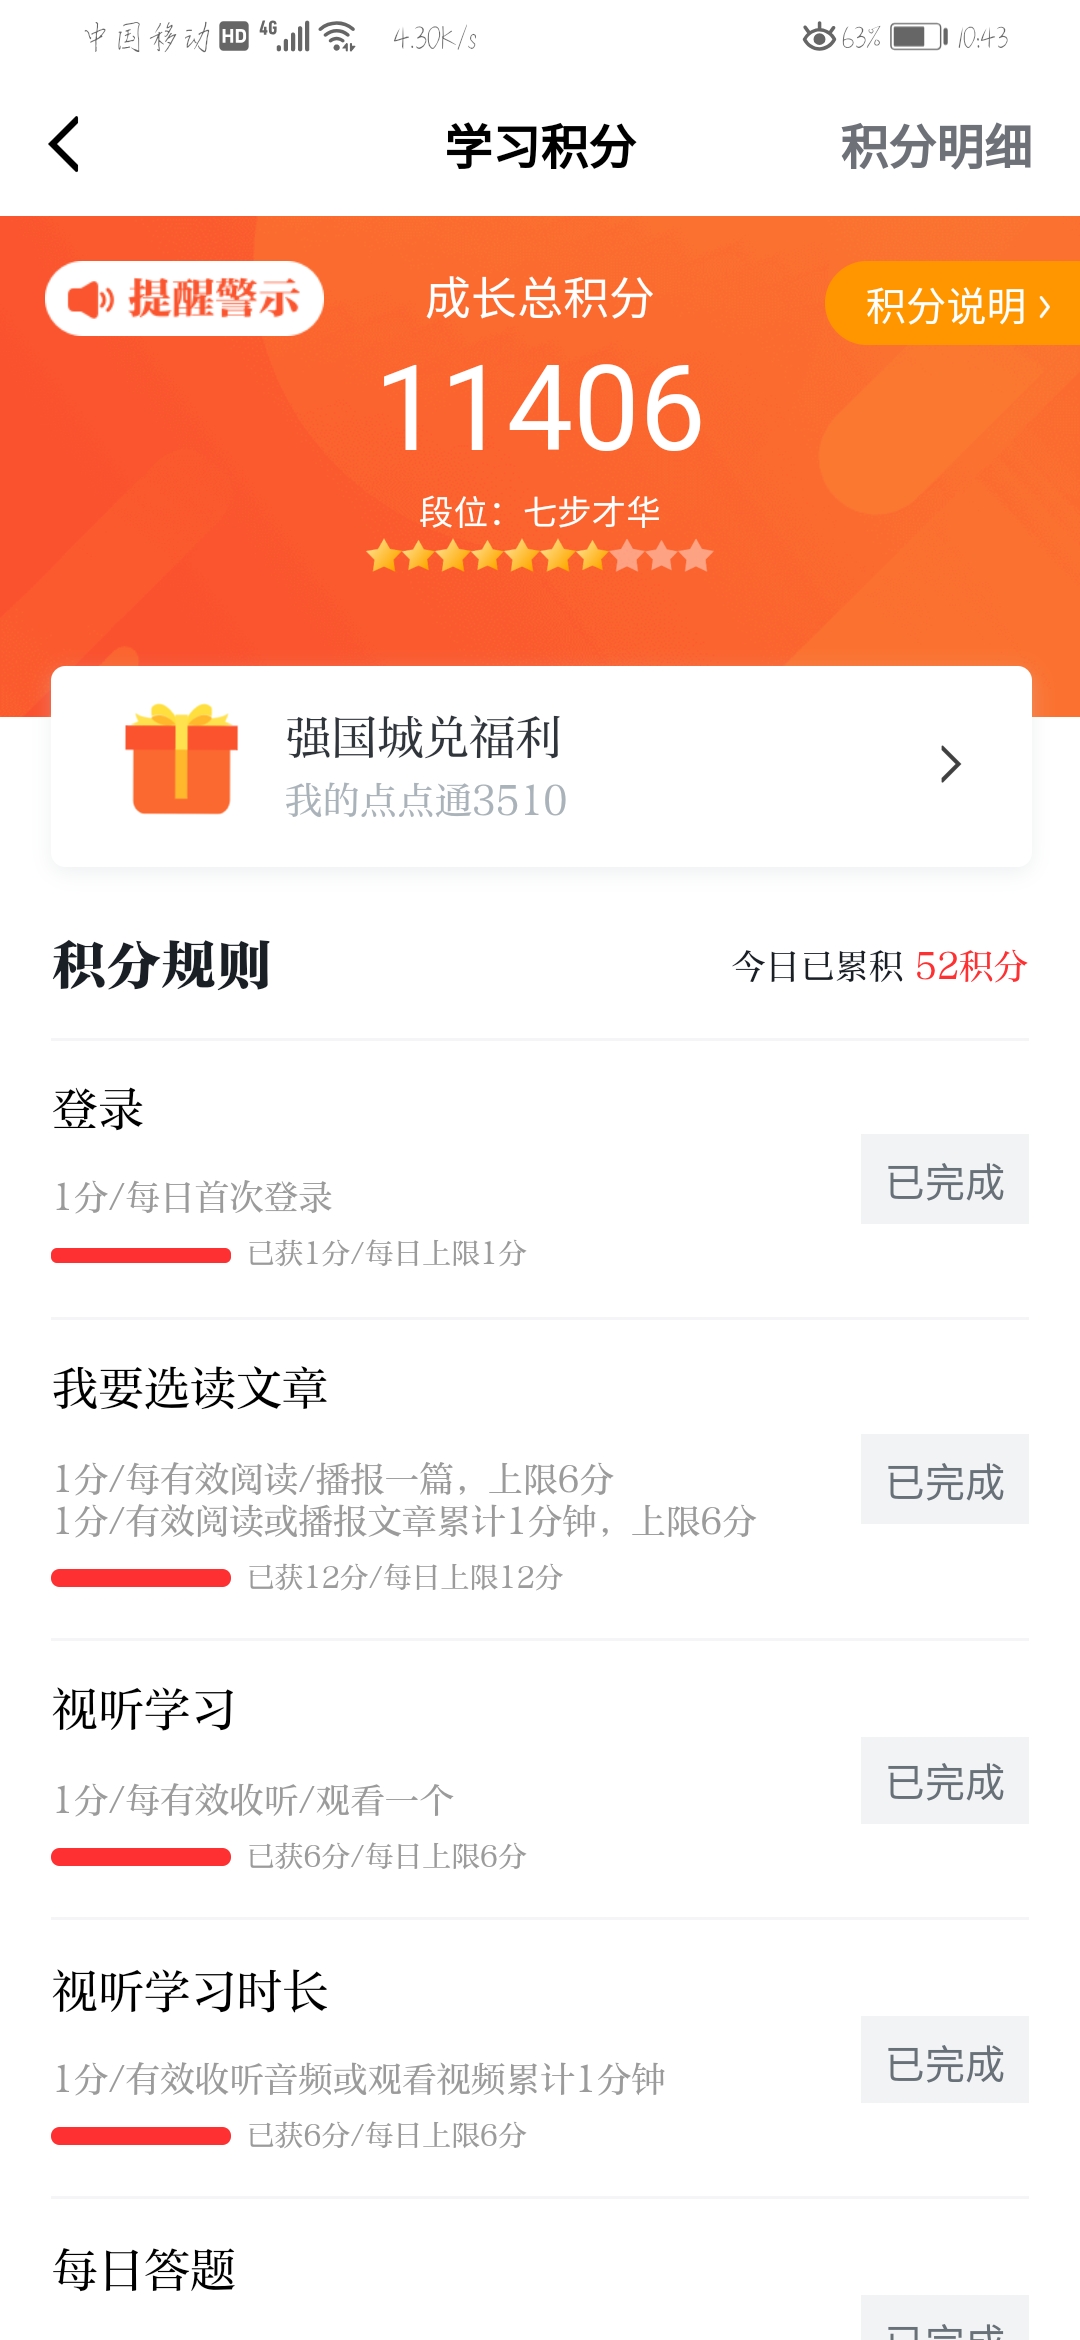 中国移动 HD 4G 4.30K/s 63% 10:43
学习积分 积分明细
提醒警示 成长总积分 积分说明 ›
11406
段位：七步才华
强国城兑福利
我的点点通3510
积分规则 今日已累积 52积分
登录
1分/每日首次登录
已完成
已获1分/每日上限1分
我要选读文章
1分/每有效阅读/播报一篇，上限6分
已完成
1分/有效阅读或播报文章累计1分钟，上限6分
已获12分/每日上限12分
视听学习
1分/每有效收听/观看一个
已完成
已获6分/每日上限6分
视听学习时长
1分/有效收听音频或观看视频累计1分钟
已完成
已获6分/每日上限6分
每日答题
已完成